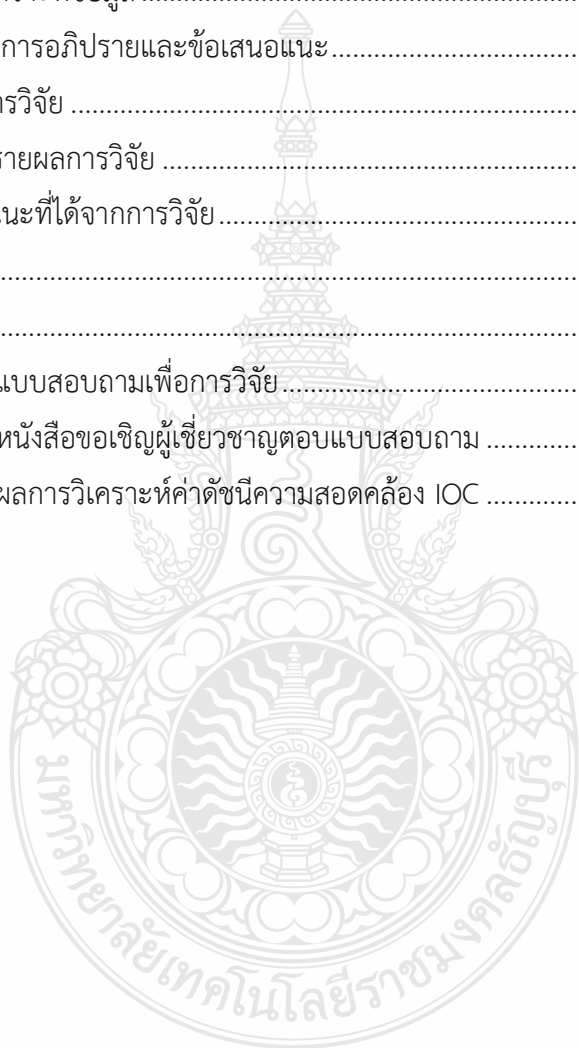 การอภิปรายและข้อเสนอแนะ................................
ารวิจัย ................................................................
รายผลการวิจัย ....................................................
แนะที่ได้จากการวิจัย............................................
................................................................................
................................................................................
แบบสอบถามเพื่อการวิจัย......................................
หนังสือขอเชิญผู้เชี่ยวชาญตอบแบบสอบถาม .............
ผลการวิเคราะห์ค่าดัชนีความสอดคล้อง IOC .............
มหาวิทยาลัยเทคโนโลยีราชมงคลธัญบุรี